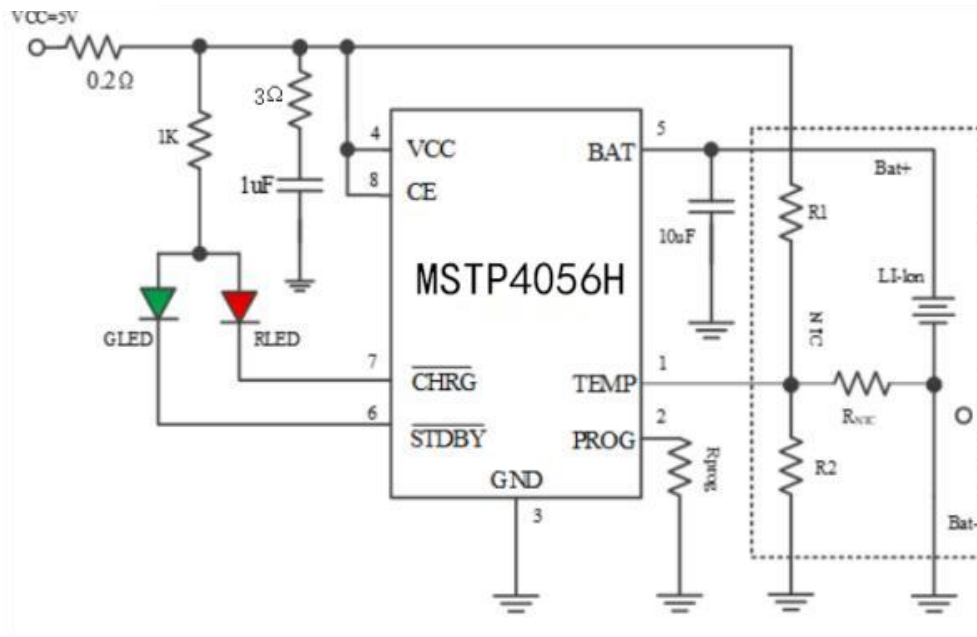 VCC=5V
0.2Ω
1K
3Ω
1uF
4
VCC
8
CE
BAT
5
Bat+
R1
10uF
MSTP4056H
LI-Ion
NTC
GLED
RLED
7
CHRG
TEMP
1
6
STDBY
PROG
2
RNTC
Rprog
R2
GND
3
Bat-